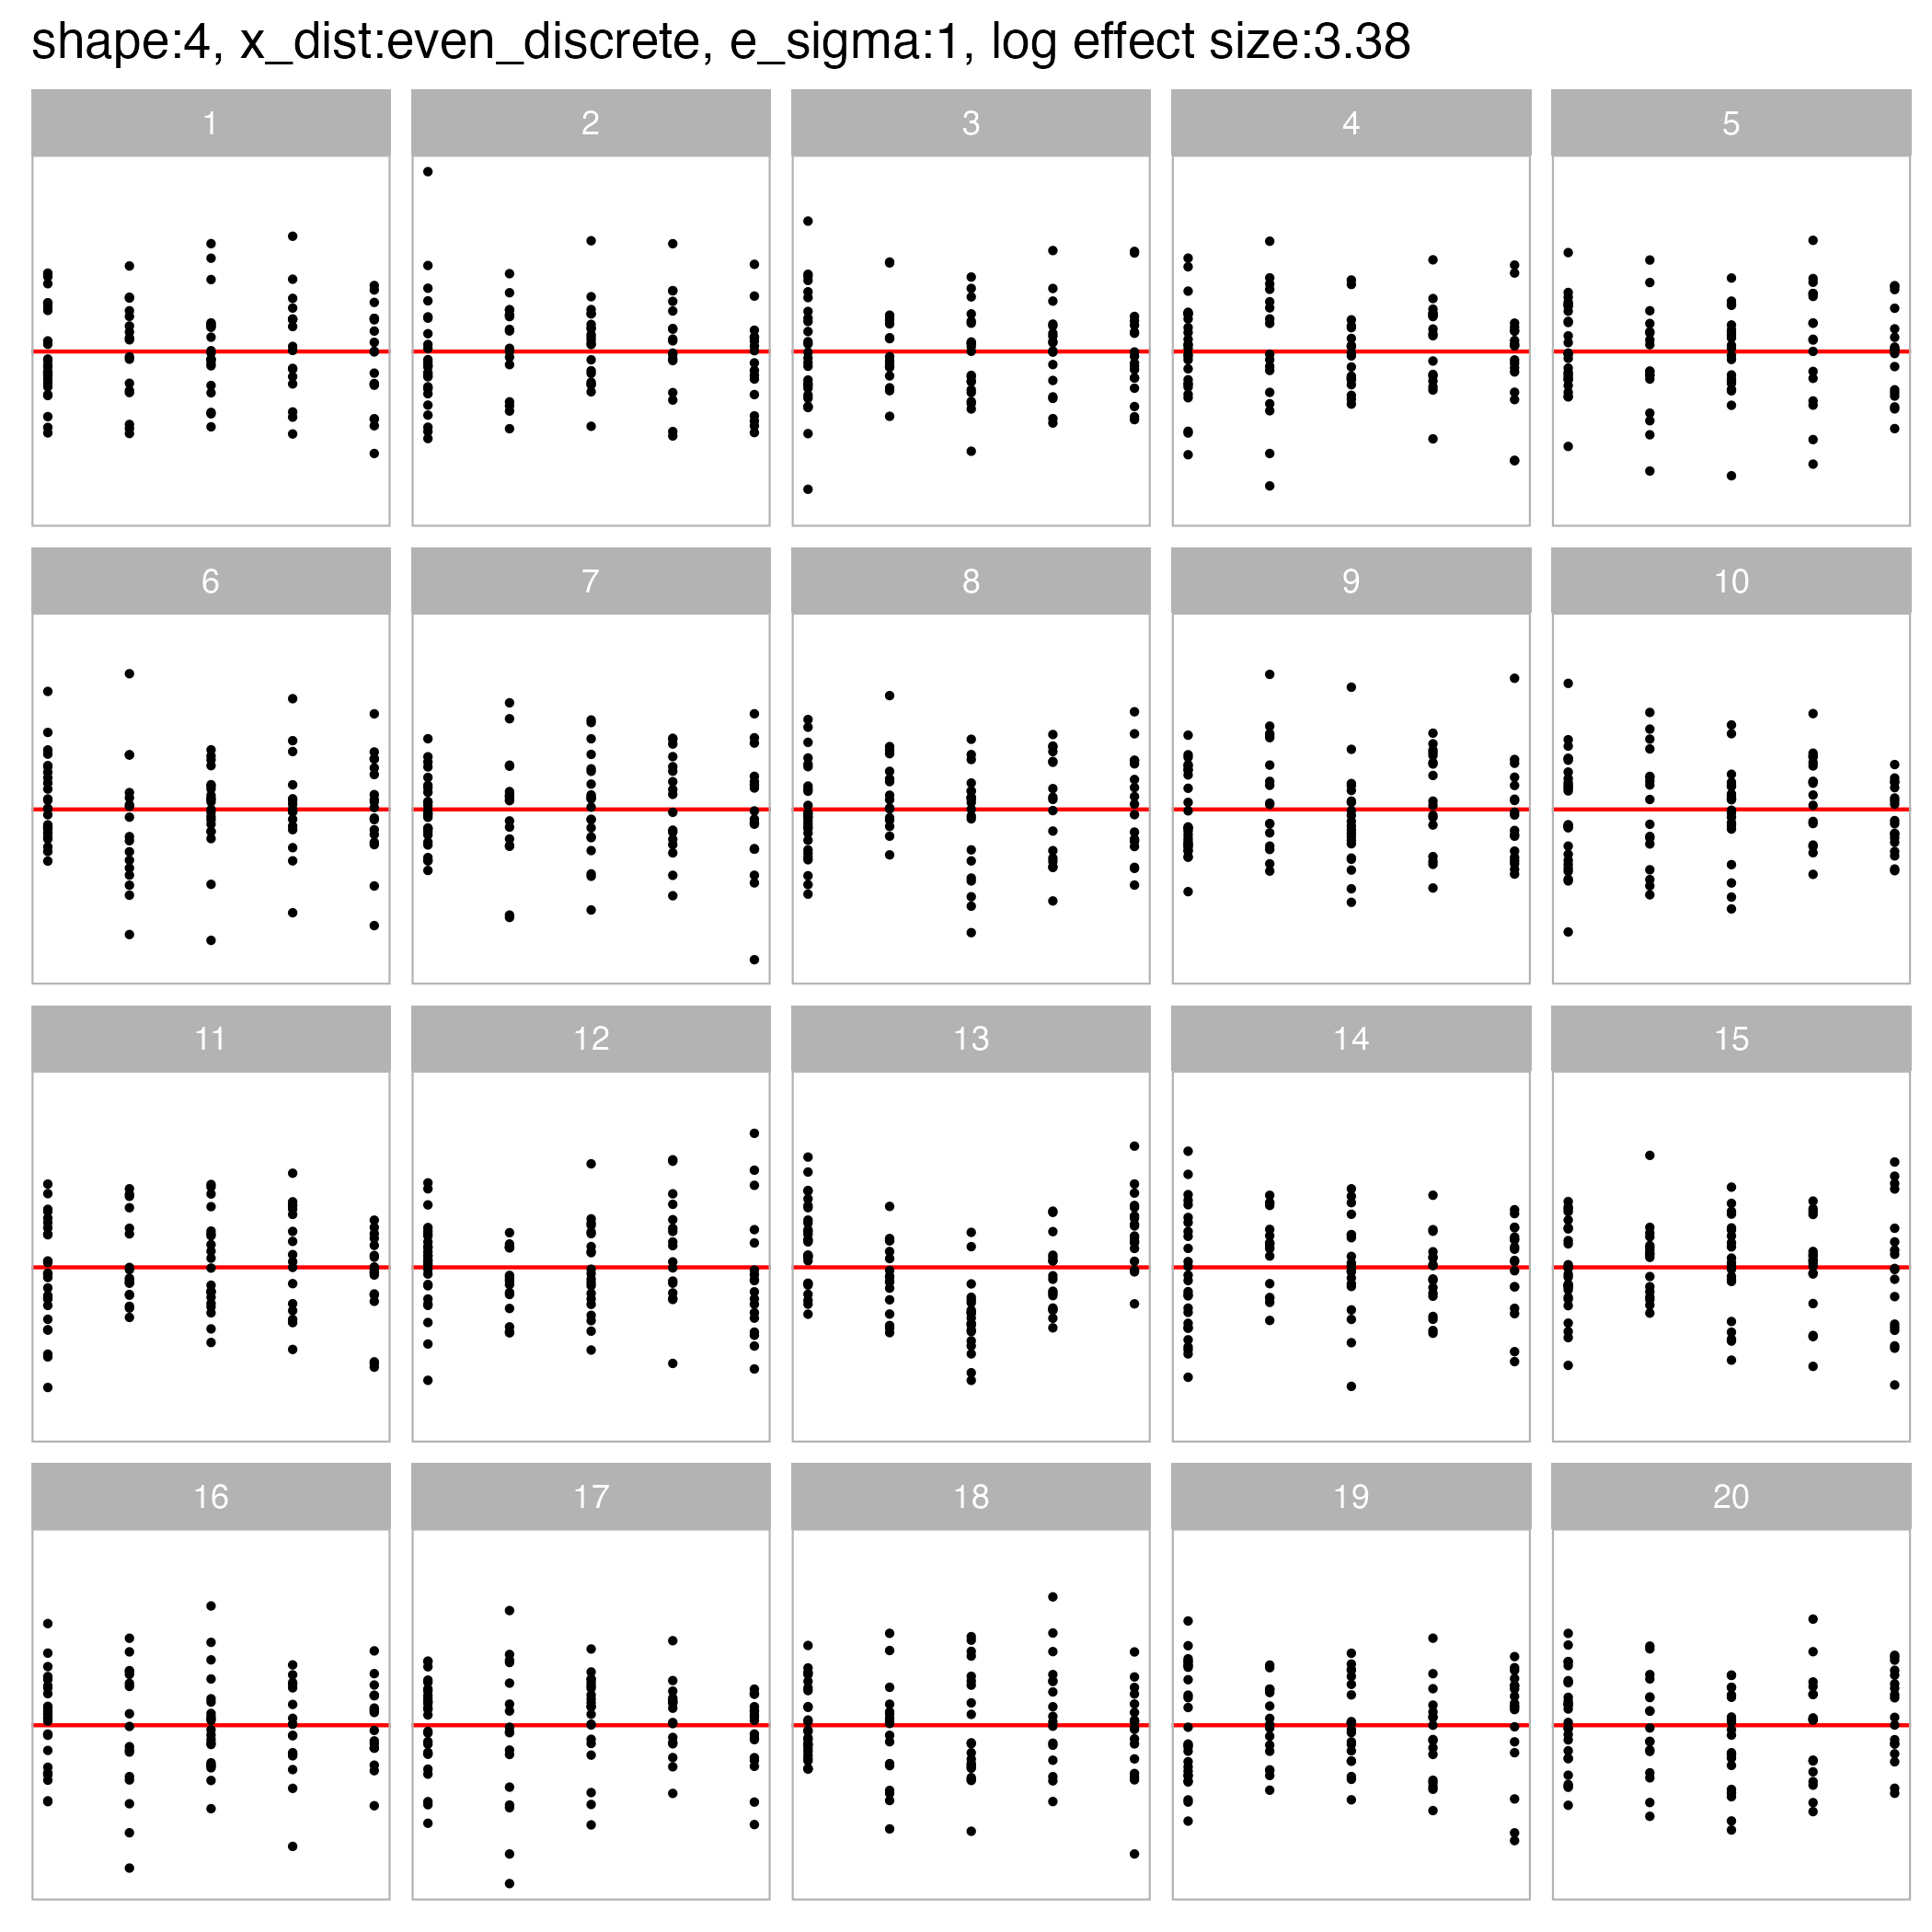 shape:4, x_dist:even_discrete, e_sigma:1, log effect size:3.38
1 2 3 4 5
6 7 8 9 10
11 12 13 14 15
16 17 18 19 20